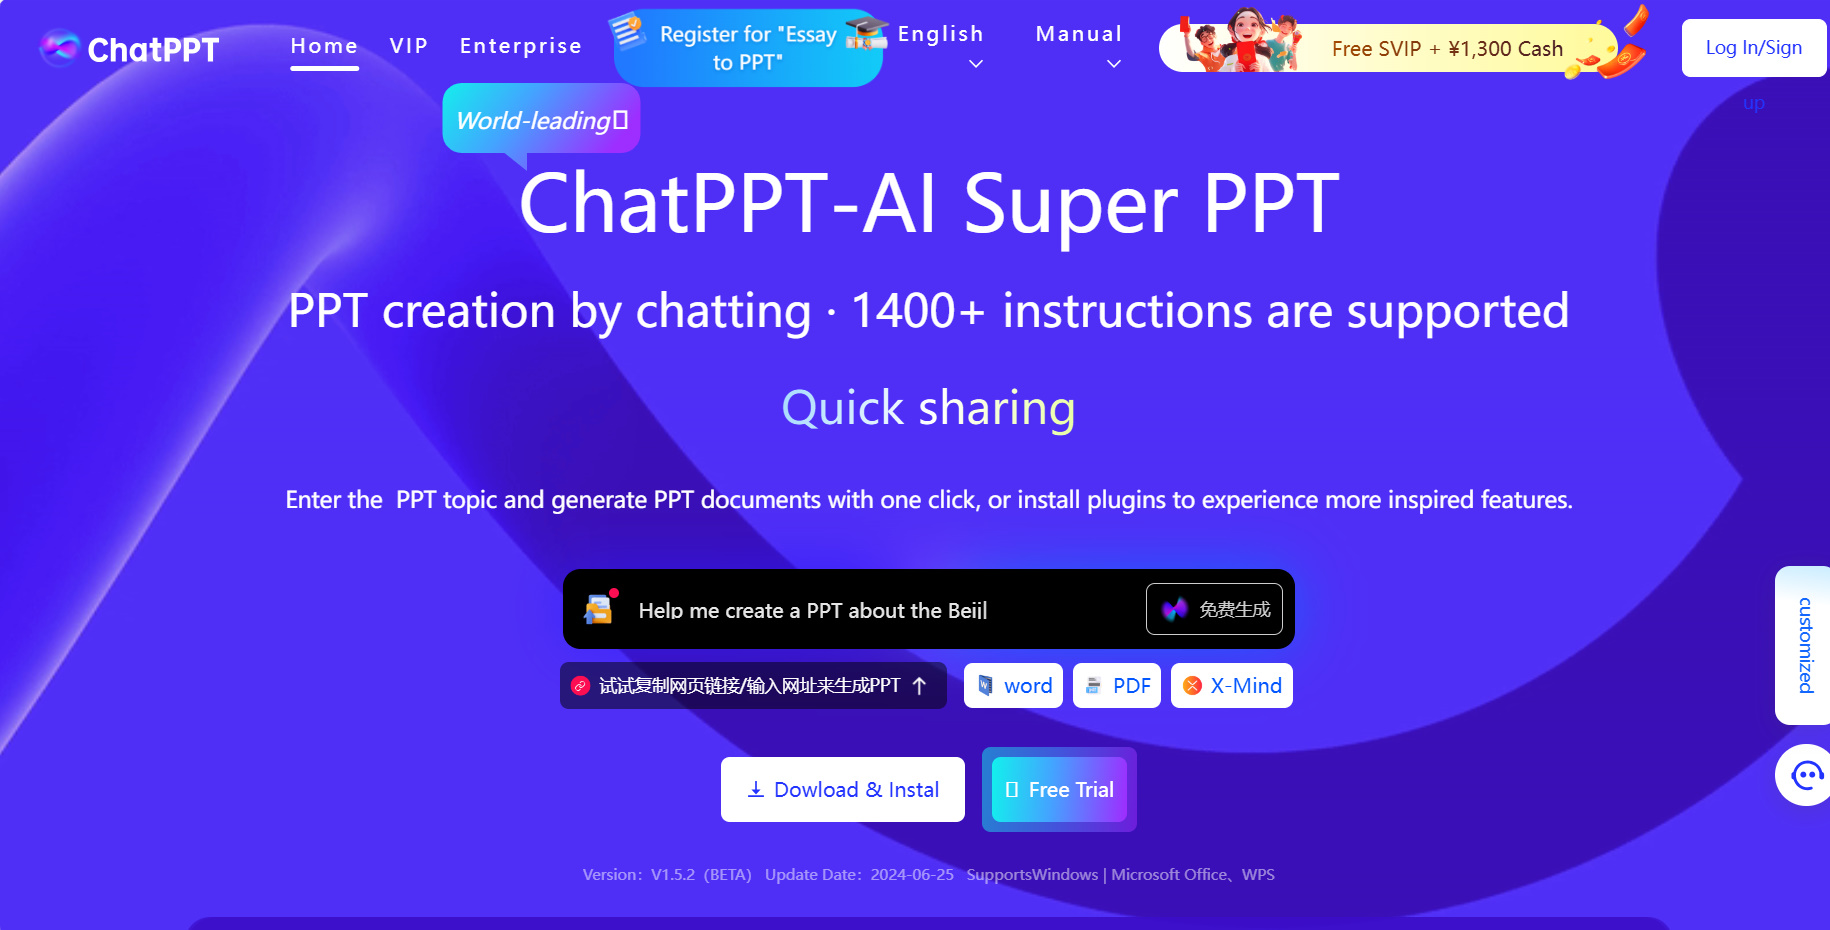 ChatPPT
Home
VIP
Enterprise
Register for "Essay
to PPT"
English
Manual
Free SVIP + ¥1,300 Cash
Log In/Sign
up
World-leading
ChatPPT-AI Super PPT
PPT creation by chatting · 1400+ instructions are supported
Quick sharing
Enter the  PPT topic and generate PPT documents with one click, or install plugins to experience more inspired features.
Help me create a PPT about the
免费生成
试试复制网页链接/输入网址来生成PPT
word
PDF
X-Mind
customized
Dowload & Instal
Free Trial
Version：V1.5.2（BETA） Update Date：2024-06-25 SupportsWindows | Microsoft Office、WPS